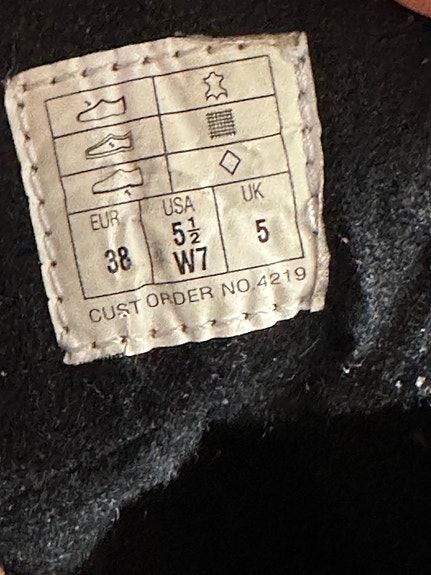 EUR USA UK
38 5½ 5
W7
CUST ORDER NO.4219